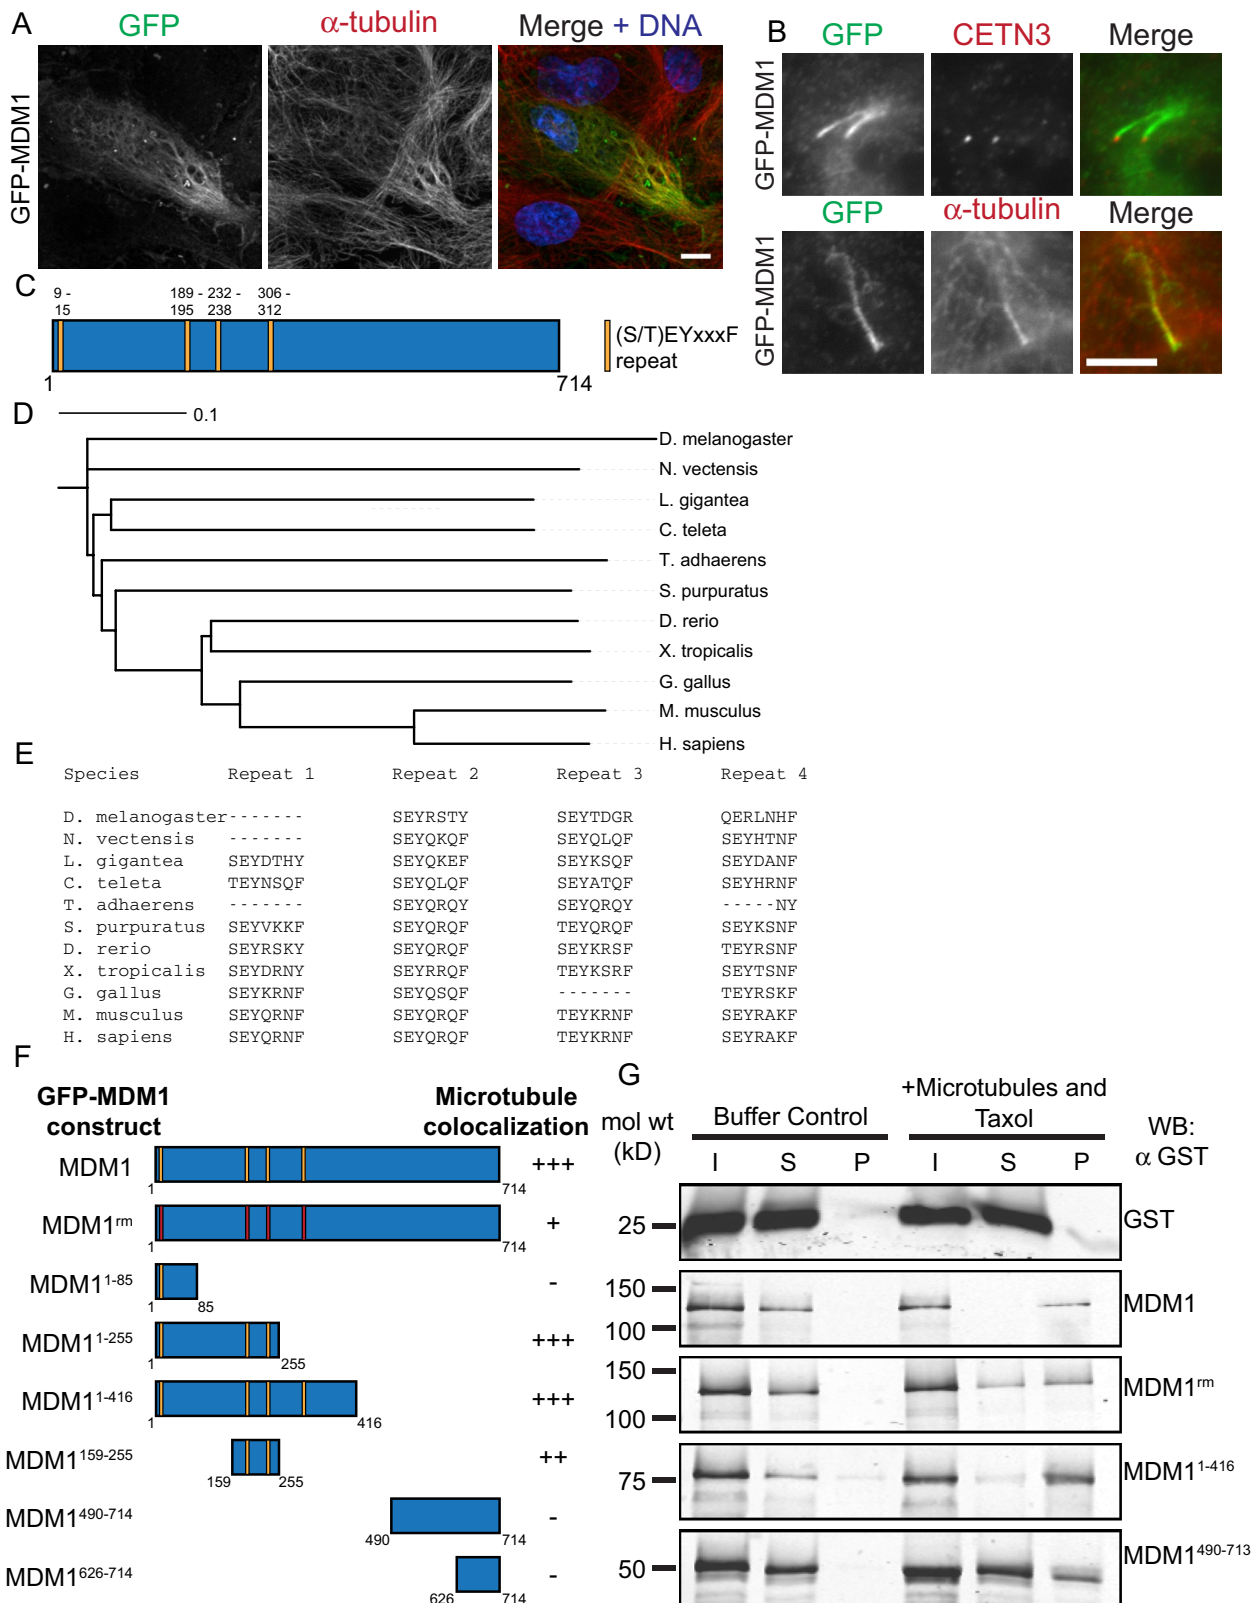 A
GFP
α-tubulin
Merge + DNA
GFP-MDM1
B
GFP
CETN3
Merge
GFP-MDM1
GFP
α-tubulin
Merge
GFP-MDM1
C
9 - 15
189 - 195
232 - 238
306 - 312
1
714
(S/T)EYxxxF
repeat
D
0.1
D. melanogaster
N. vectensis
L. gigantea
C. teleta
T. adhaerens
S. purpuratus
D. rerio
X. tropicalis
G. gallus
M. musculus
H. sapiens
E
Species Repeat 1 Repeat 2 Repeat 3 Repeat 4
D. melanogaster------- SEYRSTY SEYTDGR QERLNHF
N. vectensis ------- SEYQKQF SEYQLQF SEYHTNF
L. gigantea SEYDTHY SEYQKEF SEYKSQF SEYDANF
C. teleta TEYNSQF SEYQLQF SEYATQF SEYHRNF
T. adhaerens ------- SEYQRQY SEYQRQY -----NY
S. purpuratus SEYVKKF SEYQRQF TEYQRQF SEYKSNF
D. rerio SEYRSKY SEYQRQF SEYKRSF TEYRSNF
X. tropicalis SEYDRNY SEYRRQF TEYKSRF SEYTSNF
G. gallus SEYKRNF SEYQSQF ------- TEYRSKF
M. musculus SEYQRNF SEYQRQF TEYKRNF SEYRAKF
H. sapiens SEYQRNF SEYQRQF TEYKRNF SEYRAKF
F
GFP-MDM1
construct
Microtubule
colocalization
MDM1
1
714
+++
MDM1rm
1
714
+
MDM11-85
1
85
-
MDM11-255
1
255
+++
MDM11-416
1
416
+++
MDM1159-255
159
255
++
MDM1490-714
490
714
-
MDM1626-714
626
714
-
G
mol wt
(kD)
Buffer Control
+Microtubules and
Taxol
WB:
α GST
I S P I S P
25
GST
150
100
MDM1
150
100
MDM1rm
75
MDM11-416
50
MDM1490-713